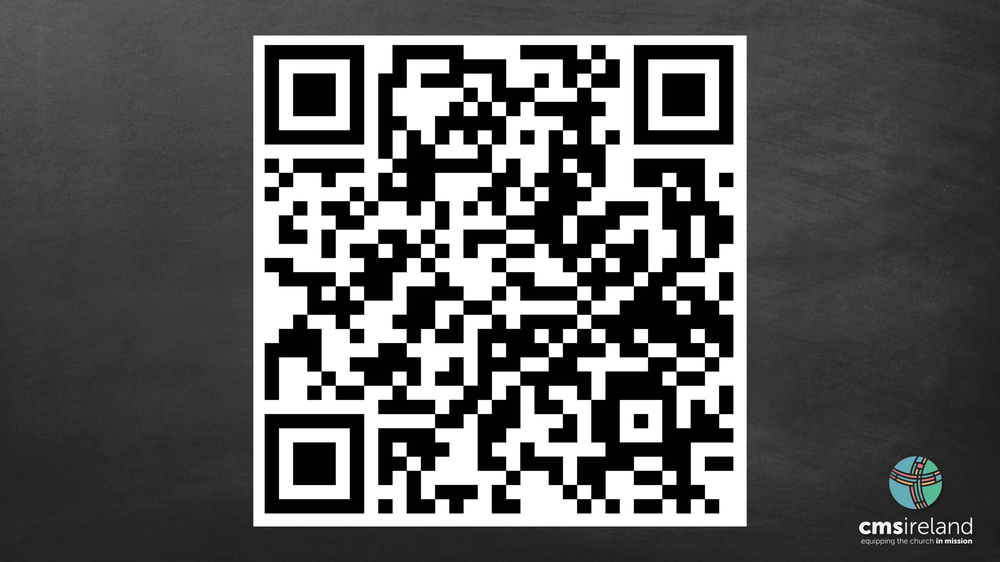 cmsireland
equipping the church in mission